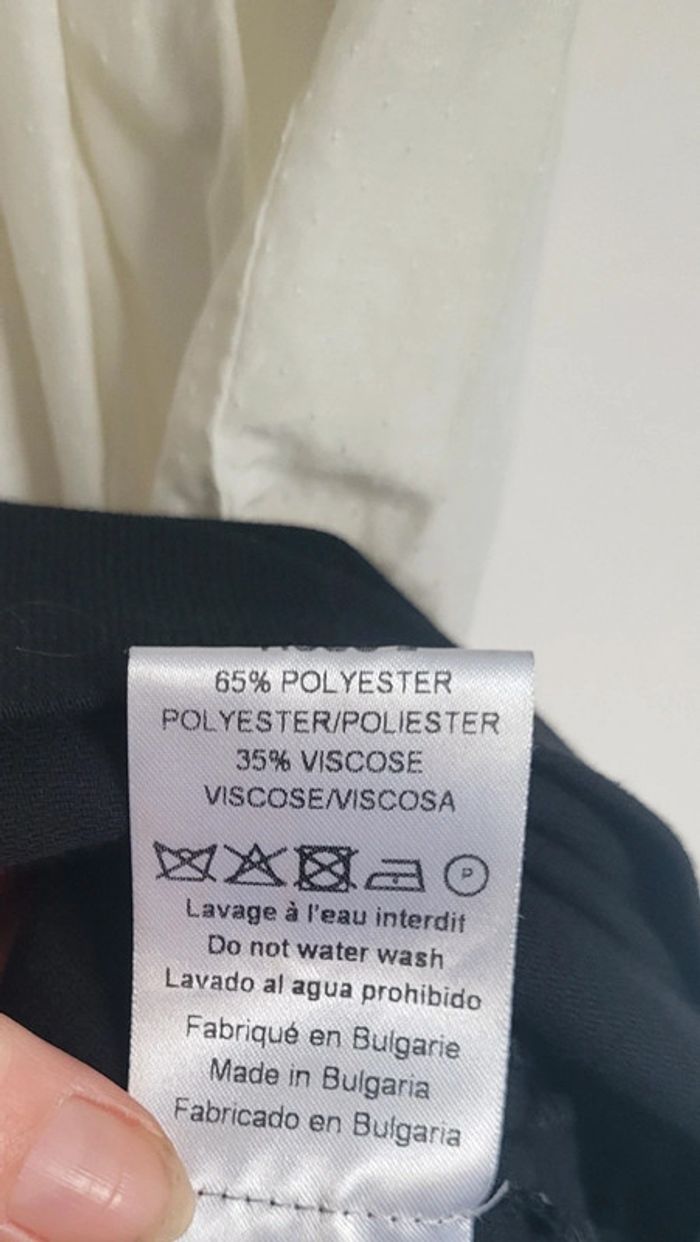 65% POLYESTER
POLYESTER/POLIESTER
35% VISCOSE
VISCOSE/VISCOSA
P
Lavage à l'eau interdit
Do not water wash
Lavado al agua prohibido
Fabriqué en Bulgarie
Made in Bulgaria
Fabricado en Bulgaria